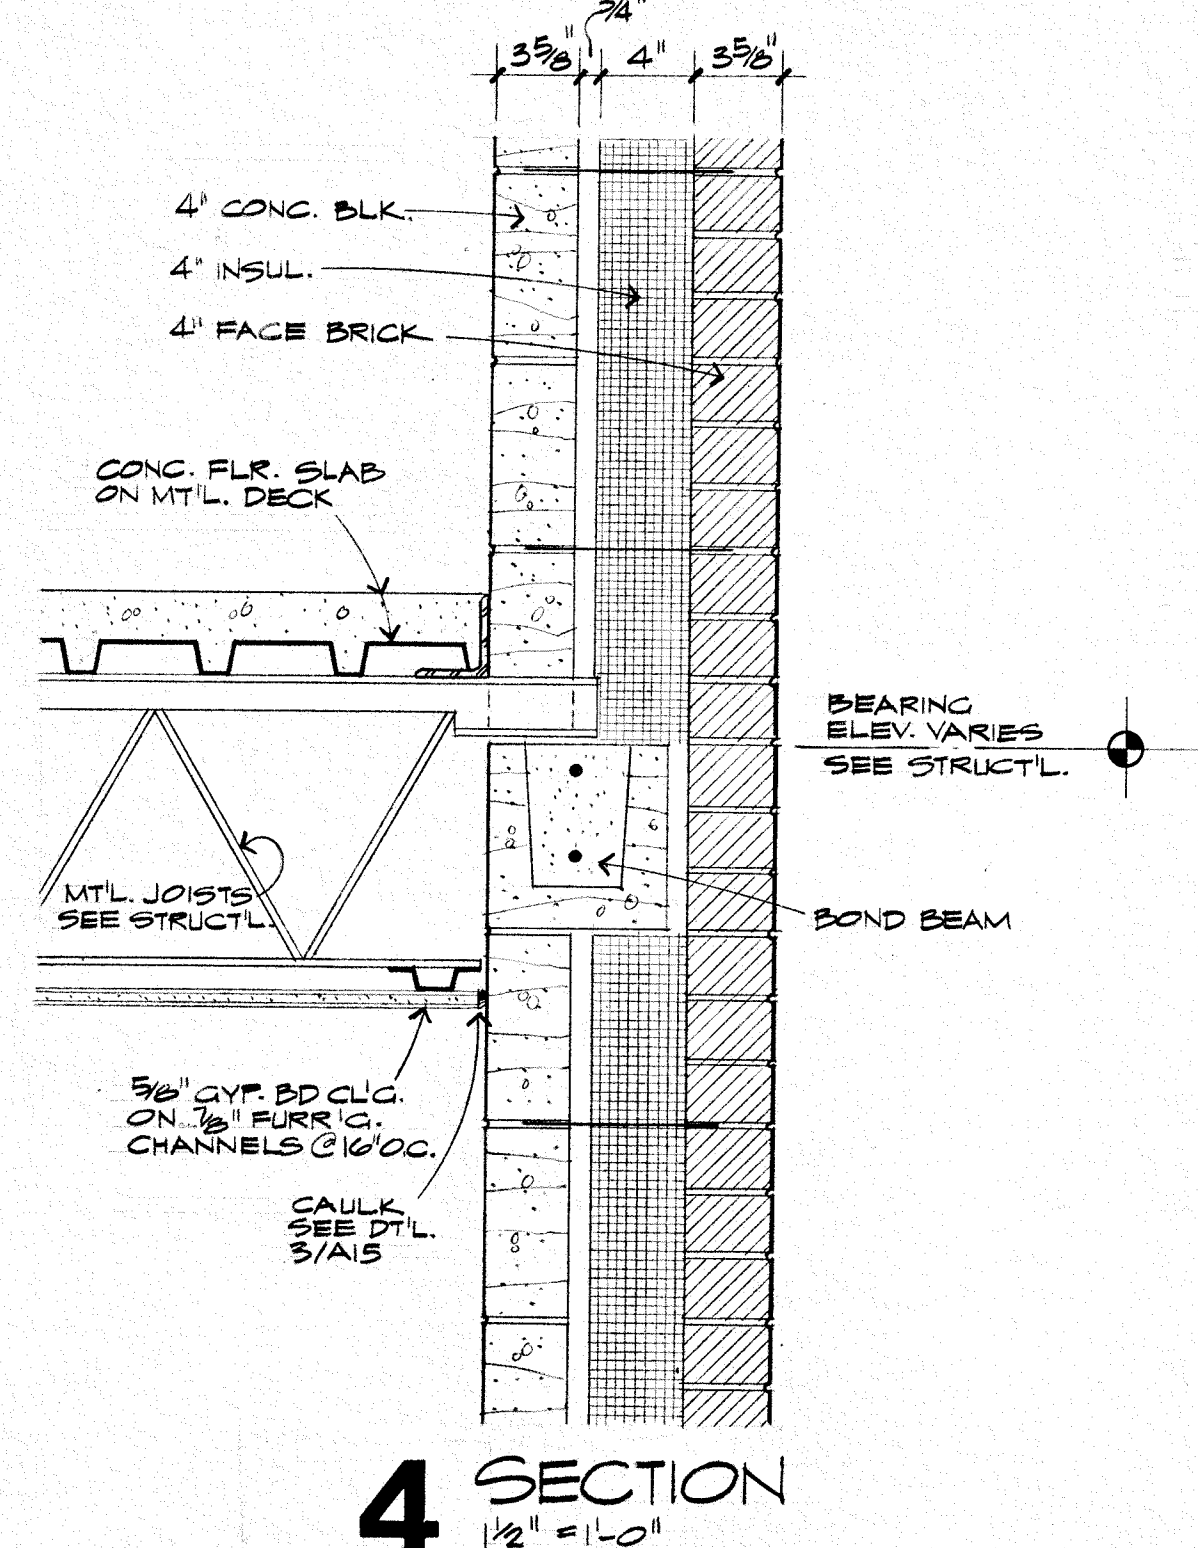 3/4"
3 5/8" 4" 3 5/8"
4" CONC. BLK.
4" INSUL.
4" FACE BRICK
CONC. FLR. SLAB
ON MT'L. DECK
BEARING
ELEV. VARIES
SEE STRUCT'L.
MT'L. JOISTS
SEE STRUCT'L.
BOND BEAM
5/8" GYP. BD CL'G.
ON 7/8" FURR'G.
CHANNELS @ 16" O.C.
CAULK
SEE DT'L.
3/A15
4 SECTION
1 1/2" = 1'-0"